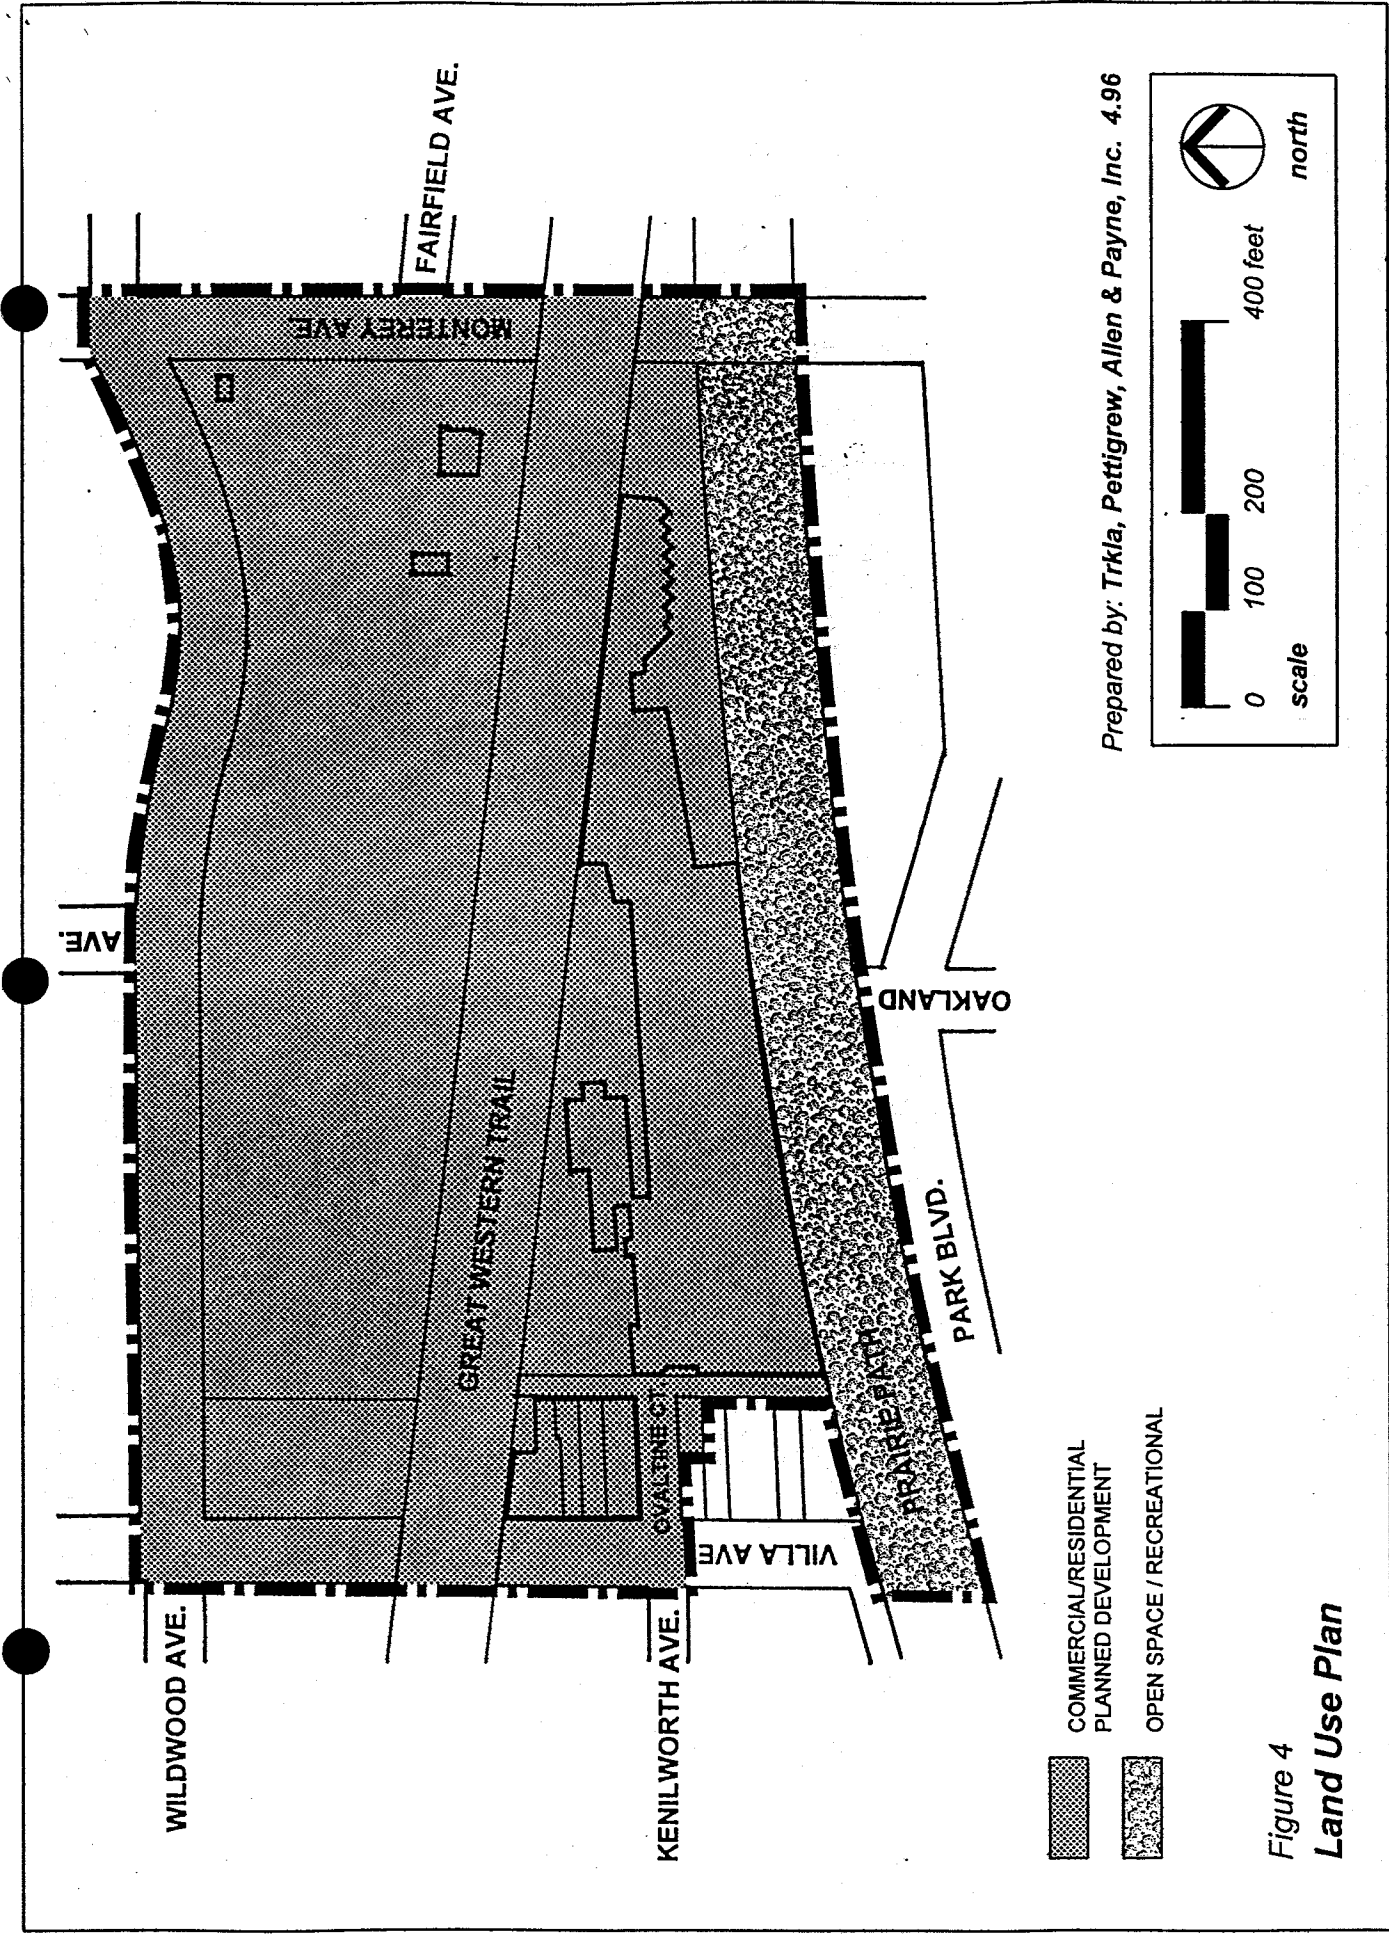 AVE.
WILDWOOD AVE.
MONTEREY AVE.
FAIRFIELD AVE.
GREAT WESTERN TRAIL
KENILWORTH AVE.
OVALTINE CT.
VILLA AVE
PRAIRIE PATH
PARK BLVD.
OAKLAND
COMMERCIAL/RESIDENTIAL
PLANNED DEVELOPMENT
OPEN SPACE / RECREATIONAL
Figure 4
Land Use Plan
Prepared by: Trkla, Pettigrew, Allen & Payne, Inc. 4.96
0 100 200 400 feet
scale
north